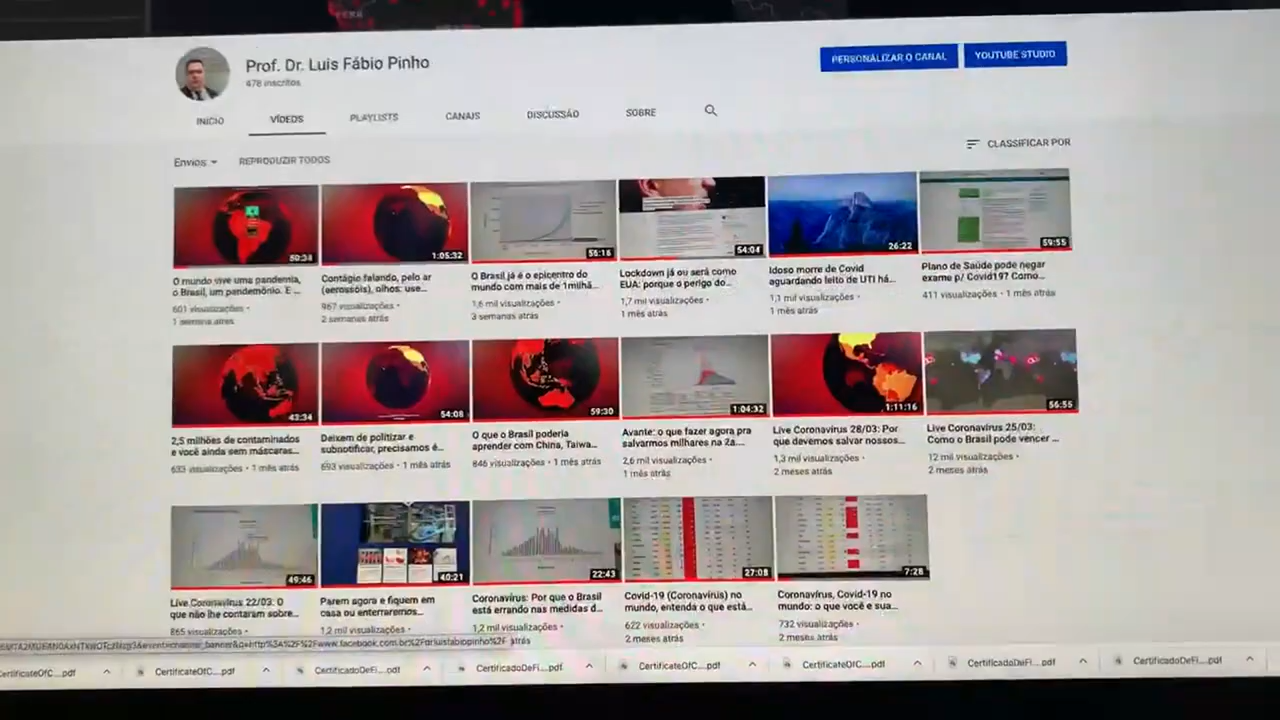 Prof. Dr. Luis Fábio Pinho
478 inscritos
PERSONALIZAR O CANAL
YOUTUBE STUDIO
INÍCIO
VÍDEOS
PLAYLISTS
CANAIS
DISCUSSÃO
SOBRE
Envios
REPRODUZIR TODOS
CLASSIFICAR POR
50:34
1:05:32
56:16
54:04
26:22
59:55
O mundo vive uma pandemia,
o Brasil, um pandemônio. E ...
601 visualizações •
1 semana atrás
Contágio falando, pelo ar
(aerossóis), olhos: use...
967 visualizações •
2 semanas atrás
O Brasil já é o epicentro do
mundo com mais de 1milhã...
1,6 mil visualizações •
3 semanas atrás
Lockdown já ou será como
EUA: porque o perigo do...
1,7 mil visualizações •
1 mês atrás
Idoso morre de Covid
aguardando leito de UTI há...
1,1 mil visualizações •
1 mês atrás
Plano de Saúde pode negar
exame p/ Covid19? Como...
411 visualizações • 1 mês atrás
43:34
54:08
59:30
1:04:32
1:11:16
56:55
2,5 milhões de contaminados
e você ainda sem máscaras...
633 visualizações • 1 mês atrás
Deixem de politizar e
subnotificar, precisamos é...
693 visualizações • 1 mês atrás
O que o Brasil poderia
aprender com China, Taiwa...
846 visualizações • 1 mês atrás
Avante: o que fazer agora pra
salvarmos milhares na 2a....
2,6 mil visualizações •
1 mês atrás
Live Coronavirus 28/03: Por
que devemos salvar nossos...
1,3 mil visualizações •
2 meses atrás
Live Coronavírus 25/03:
Como o Brasil pode vencer ...
12 mil visualizações •
2 meses atrás
49:46
40:21
22:43
27:08
7:28
Live Coronavirus 22/03: O
que não lhe contaram sobre...
865 visualizações •
Parem agora e fiquem em
casa ou enterraremos...
1,2 mil visualizações •
Coronavírus: Por que o Brasil
está errando nas medidas d...
1,2 mil visualizações •
atrás
Covid-19 (Coronavírus) no
mundo, entenda o que está...
622 visualizações •
2 meses atrás
Coronavírus, Covid-19 no
mundo: o que você e sua...
732 visualizações •
2 meses atrás
CertificateOfC....pdf
CertificateOfC....pdf
CertificadoDeFi....pdf
CertificadoDeFi....pdf
CertificateOfC....pdf
CertificateOfC....pdf
CertificadoDeFi....pdf
CertificadoDeFi....pdf